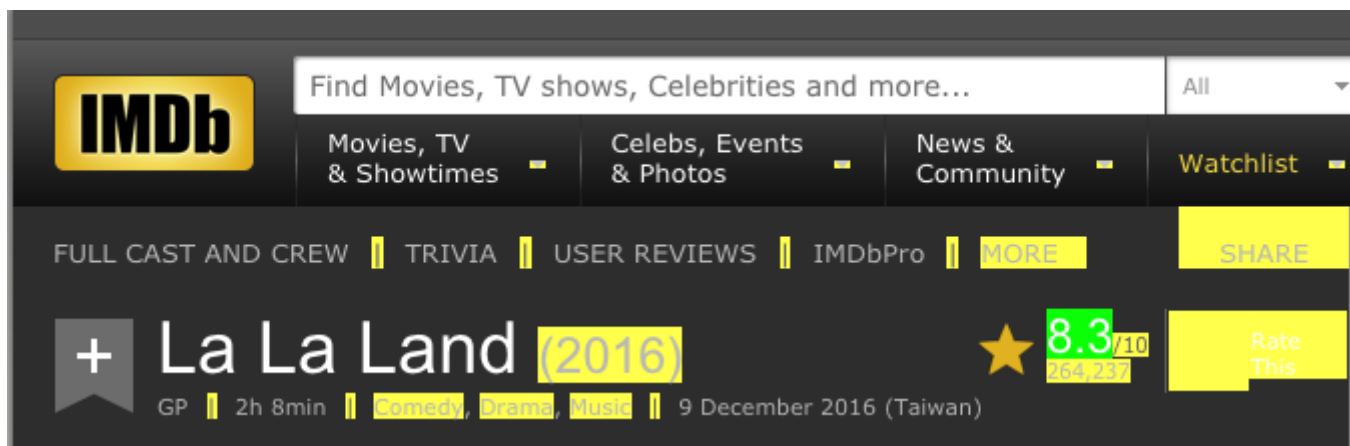 IMDb
Find Movies, TV shows, Celebrities and more...
All
Movies, TV
& Showtimes
Celebs, Events
& Photos
News &
Community
Watchlist
FULL CAST AND CREW | TRIVIA | USER REVIEWS | IMDbPro | MORE
SHARE
+ La La Land (2016)
8.3/10
264,237
Rate
This
GP | 2h 8min | Comedy, Drama, Music | 9 December 2016 (Taiwan)